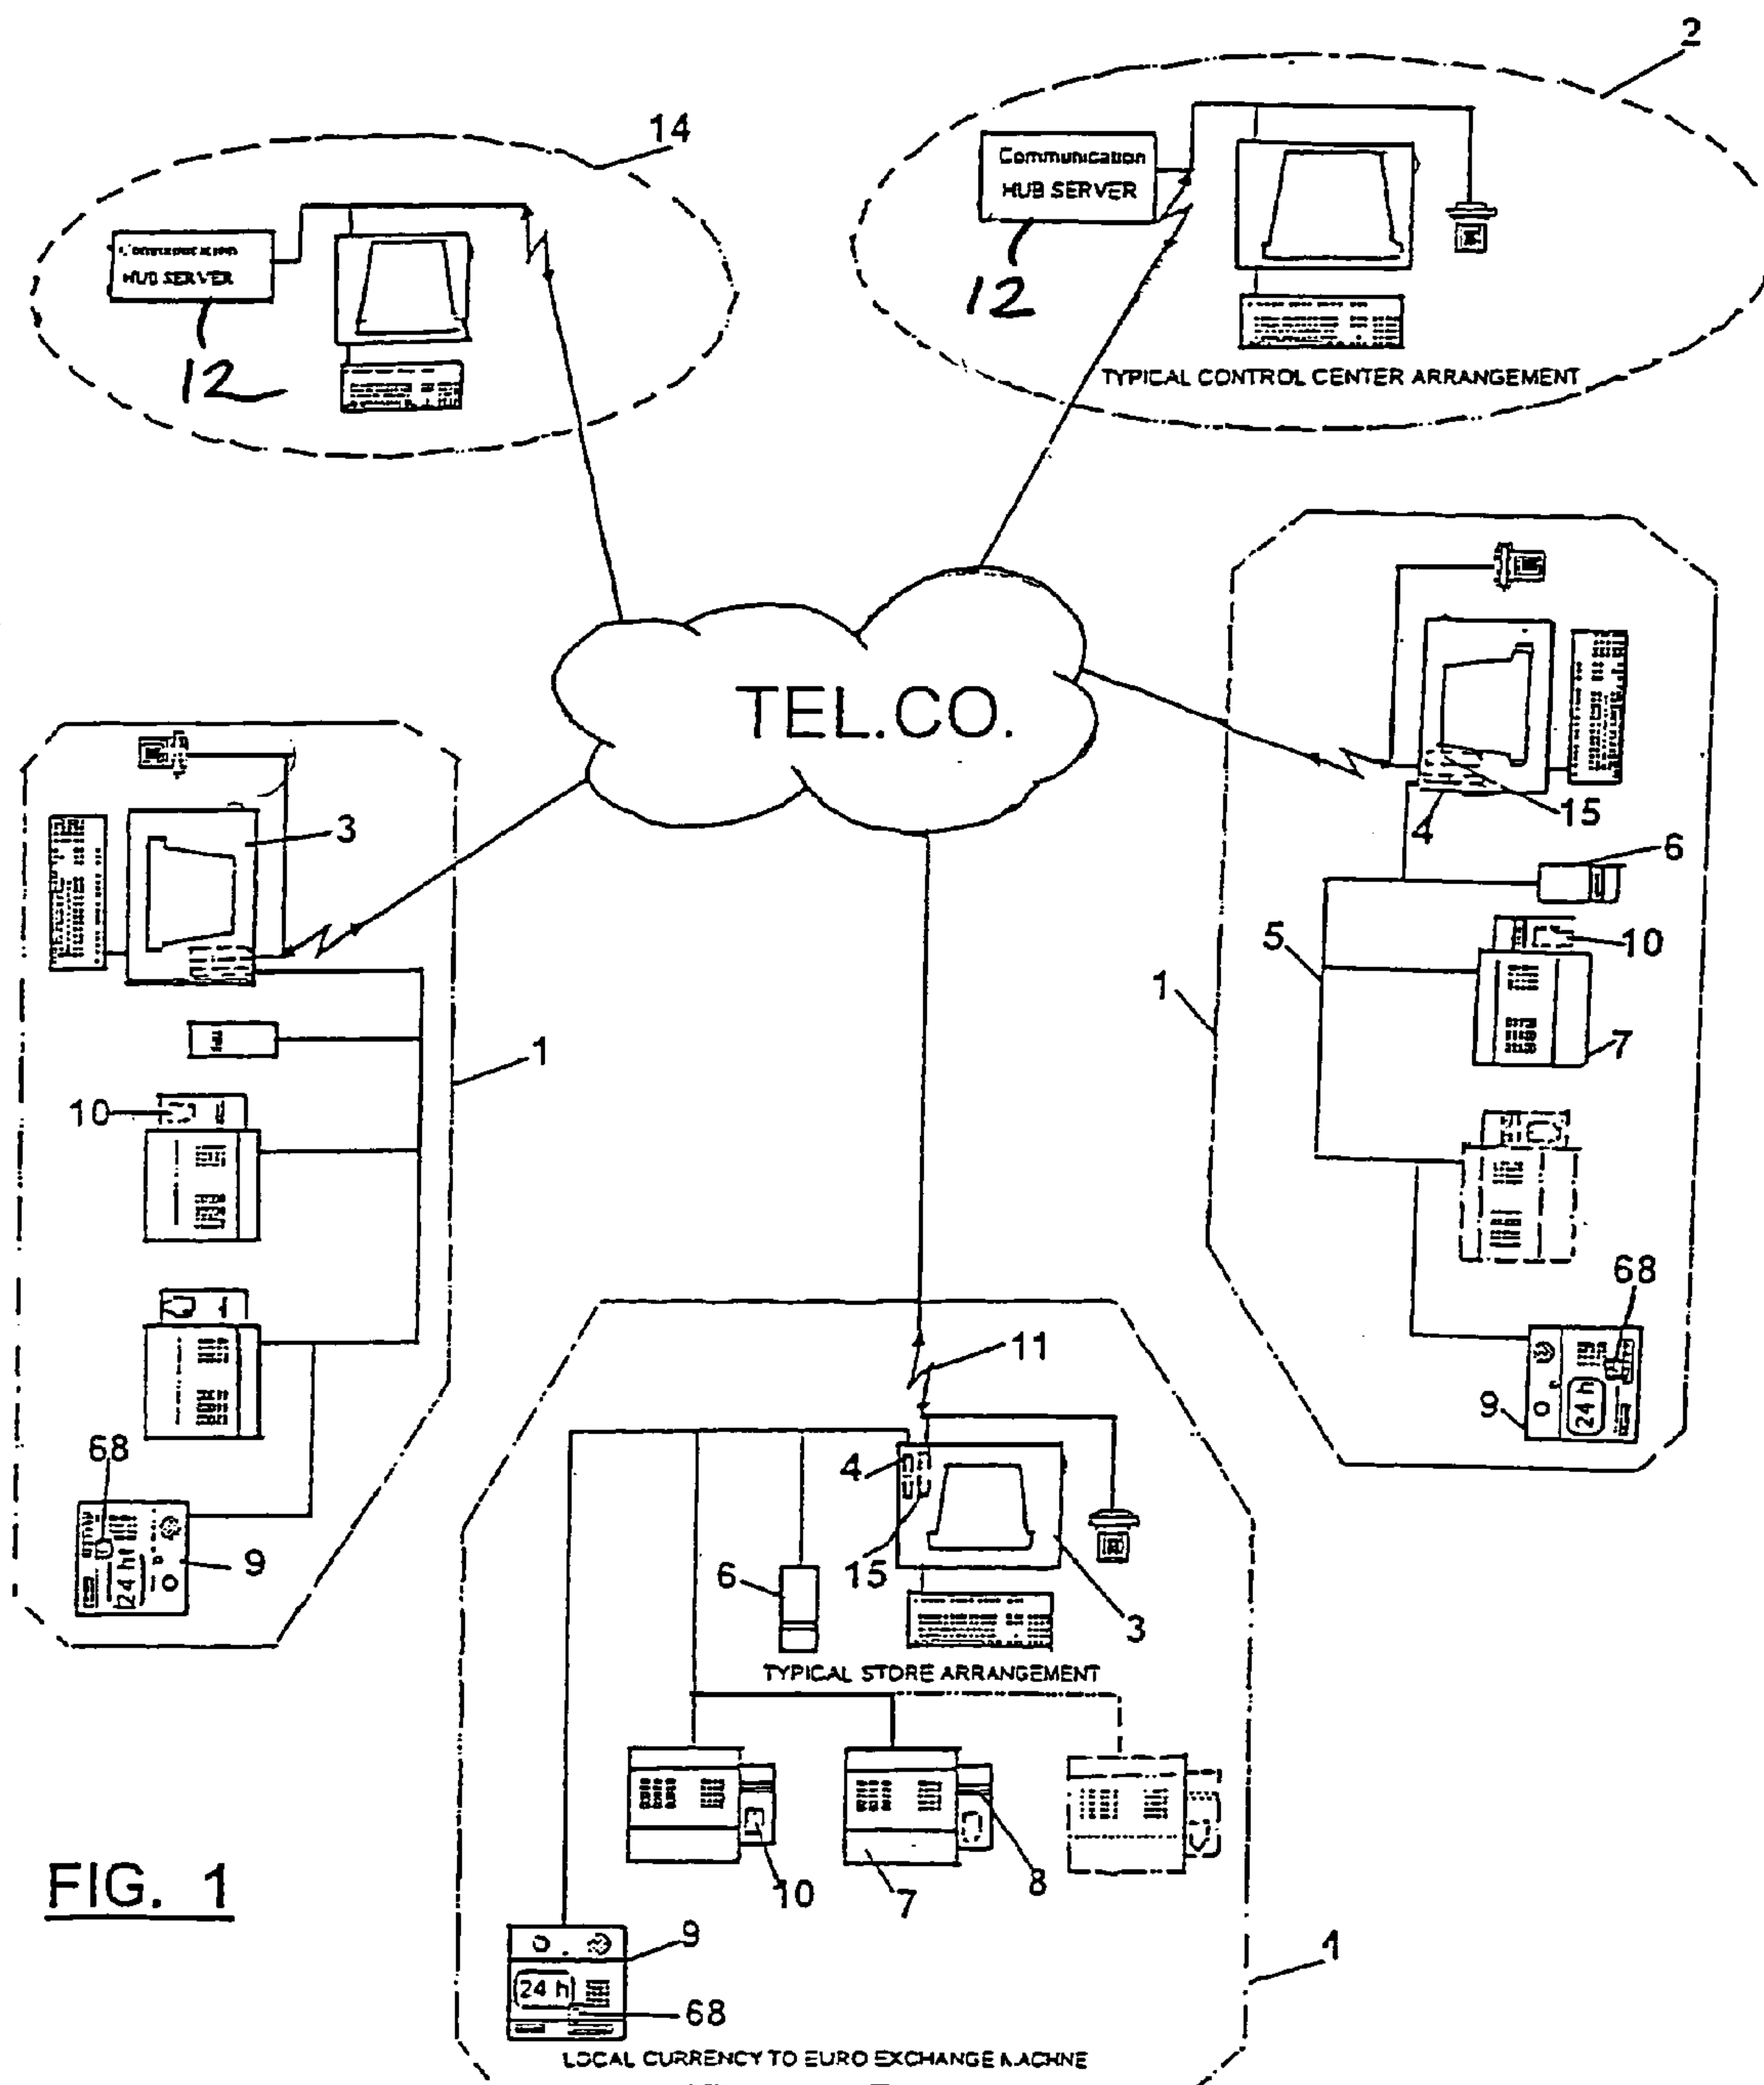 2
14
Communication
HUB SERVER
12
Communication
HUB SERVER
12
TYPICAL CONTROL CENTER ARRANGEMENT
TEL.CO.
3
15
4
6
10
5
1
7
1
10
68
11
9
68
9
4
15
6
3
TYPICAL STORE ARRANGEMENT
24 h
24 h
10
7
8
FIG. 1
9
1
24 h
68
LOCAL CURRENCY TO EURO EXCHANGE MACHNE